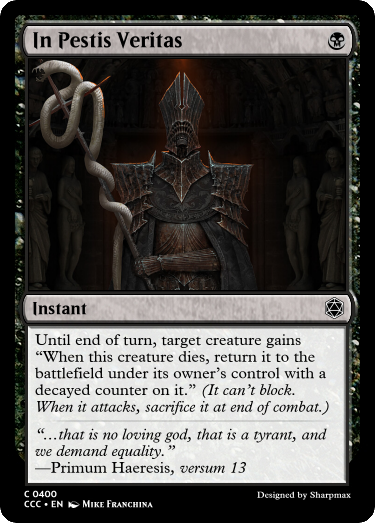 In Pestis Veritas
Instant
Until end of turn, target creature gains
“When this creature dies, return it to the
battlefield under its owner’s control with a
decayed counter on it.” (It can’t block.
When it attacks, sacrifice it at end of combat.)
“…that is no loving god, that is a tyrant, and
we demand equality.”
—Primum Haeresis, versum 13
C 0400
Designed by Sharpmax
CCC • EN Mike Franchina